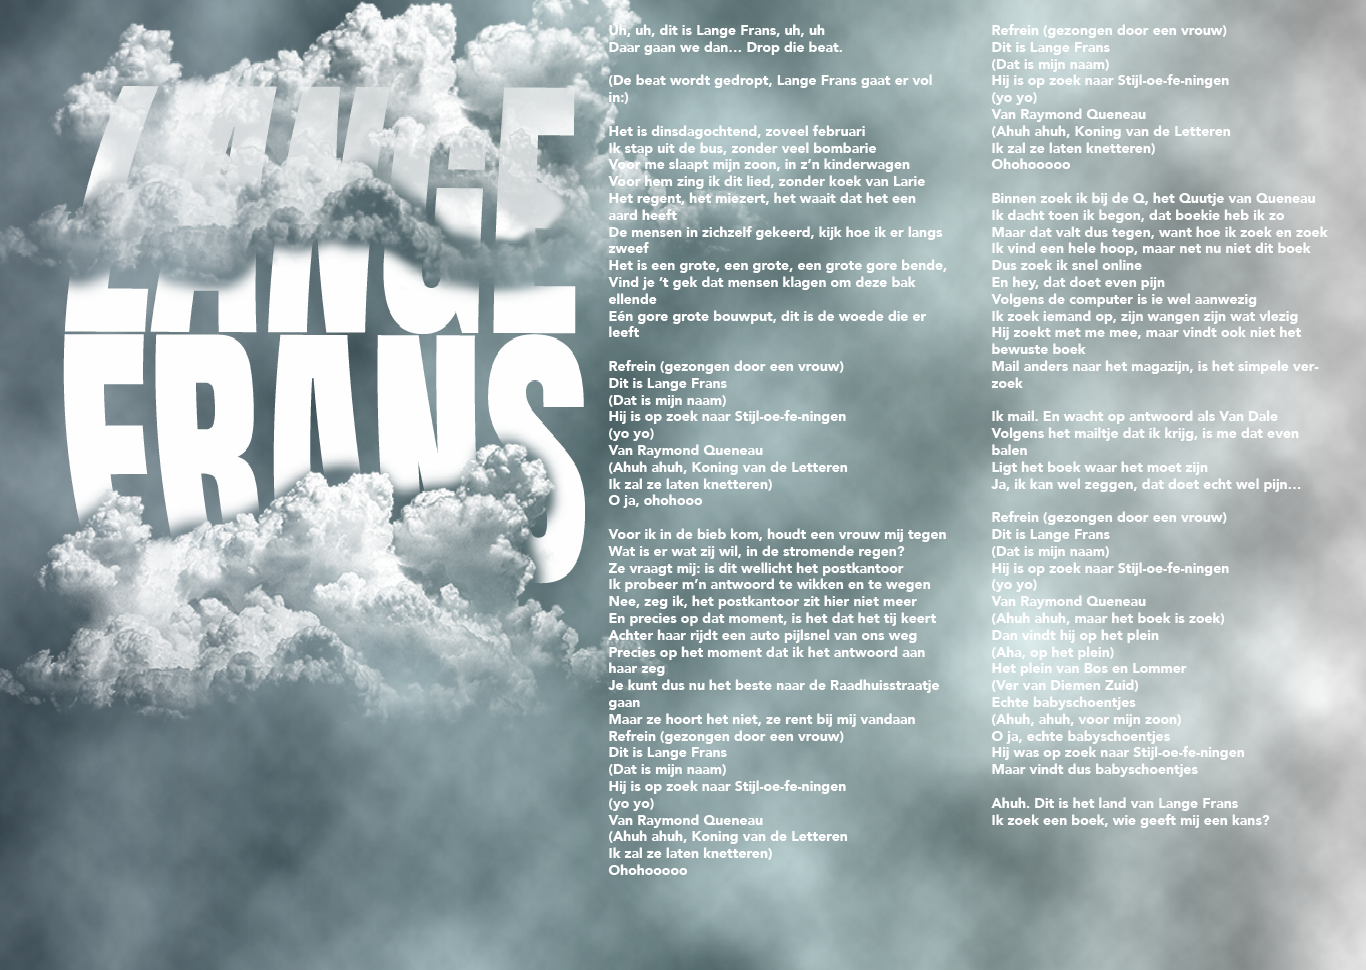 LANGE
FRANS
Uh, uh, dit is Lange Frans, uh, uh
Daar gaan we dan... Drop die beat.
(De beat wordt gedropt, Lange Frans gaat er vol
in:)
Het is dinsdagochtend, zoveel februari
Ik stap uit de bus, zonder veel bombarie
Voor me slaapt mijn zoon, in z’n kinderwagen
Voor hem zing ik dit lied, zonder koek van Larie
Het regent, het miezert, het waait dat het een
aard heeft
De mensen in zichzelf gekeerd, kijk hoe ik er langs
zweef
Het is een grote, een grote, een grote gore bende,
Vind je ’t gek dat mensen klagen om deze bak
ellende
Eén gore grote bouwput, dit is de woede die er
leeft
Refrein (gezongen door een vrouw)
Dit is Lange Frans
(Dat is mijn naam)
Hij is op zoek naar Stijl-oe-fe-ningen
(yo yo)
Van Raymond Queneau
(Ahuh ahuh, Koning van de Letteren
Ik zal ze laten knetteren)
O ja, ohohooo
Voor ik in de bieb kom, houdt een vrouw mij tegen
Wat is er wat zij wil, in de stromende regen?
Ze vraagt mij: is dit wellicht het postkantoor
Ik probeer m’n antwoord te wikken en te wegen
Nee, zeg ik, het postkantoor zit hier niet meer
En precies op dat moment, is het dat het tij keert
Achter haar rijdt een auto pijlsnel van ons weg
Precies op het moment dat ik het antwoord aan
haar zeg
Je kunt dus nu het beste naar de Raadhuisstraatje
gaan
Maar ze hoort het niet, ze rent bij mij vandaan
Refrein (gezongen door een vrouw)
Dit is Lange Frans
(Dat is mijn naam)
Hij is op zoek naar Stijl-oe-fe-ningen
(yo yo)
Van Raymond Queneau
(Ahuh ahuh, Koning van de Letteren
Ik zal ze laten knetteren)
Ohohooooo
Refrein (gezongen door een vrouw)
Dit is Lange Frans
(Dat is mijn naam)
Hij is op zoek naar Stijl-oe-fe-ningen
(yo yo)
Van Raymond Queneau
(Ahuh ahuh, Koning van de Letteren
Ik zal ze laten knetteren)
Ohohooooo
Binnen zoek ik bij de Q, het Quutje van Queneau
Ik dacht toen ik begon, dat boekie heb ik zo
Maar dat valt dus tegen, want hoe ik zoek en zoek
Ik vind een hele hoop, maar net nu niet dit boek
Dus zoek ik snel online
En hey, dat doet even pijn
Volgens de computer is ie wel aanwezig
Ik zoek iemand op, zijn wangen zijn wat vlezig
Hij zoekt met me mee, maar vindt ook niet het
bewuste boek
Mail anders naar het magazijn, is het simpele ver-
zoek
Ik mail. En wacht op antwoord als Van Dale
Volgens het mailtje dat ik krijg, is me dat even
balen
Ligt het boek waar het moet zijn
Ja, ik kan wel zeggen, dat doet echt wel pijn...
Refrein (gezongen door een vrouw)
Dit is Lange Frans
(Dat is mijn naam)
Hij is op zoek naar Stijl-oe-fe-ningen
(yo yo)
Van Raymond Queneau
(Ahuh ahuh, maar het boek is zoek)
Dan vindt hij op het plein
(Aha, op het plein)
Het plein van Bos en Lommer
(Ver van Diemen Zuid)
Echte babyschoentjes
(Ahuh, ahuh, voor mijn zoon)
O ja, echte babyschoentjes
Hij was op zoek naar Stijl-oe-fe-ningen
Maar vindt dus babyschoentjes
Ahuh. Dit is het land van Lange Frans
Ik zoek een boek, wie geeft mij een kans?